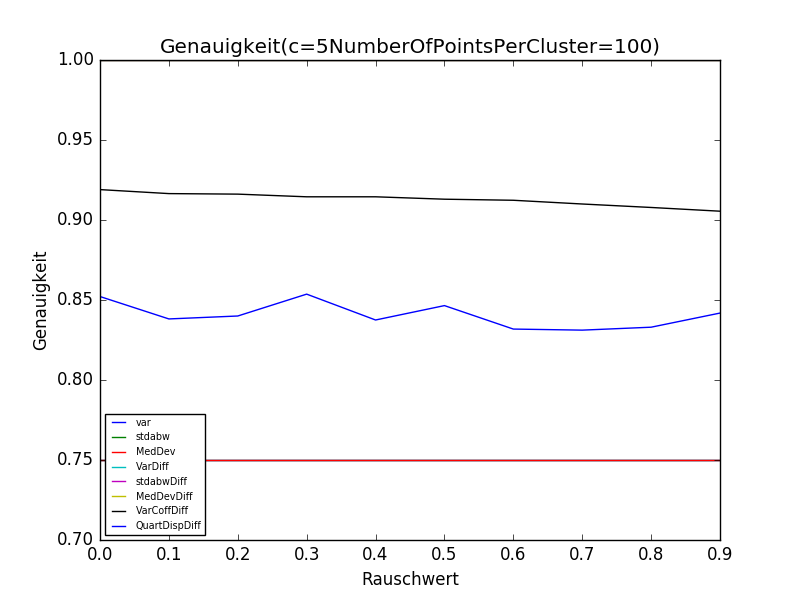 Genauigkeit(c=5NumberOfPointsPerCluster=100)
1.00
0.95
0.90
0.85
0.80
0.75
0.70
Genauigkeit
var
stdabw
MedDev
VarDiff
stdabwDiff
MedDevDiff
VarCoffDiff
QuartDispDiff
0.0 0.1 0.2 0.3 0.4 0.5 0.6 0.7 0.8 0.9
Rauschwert